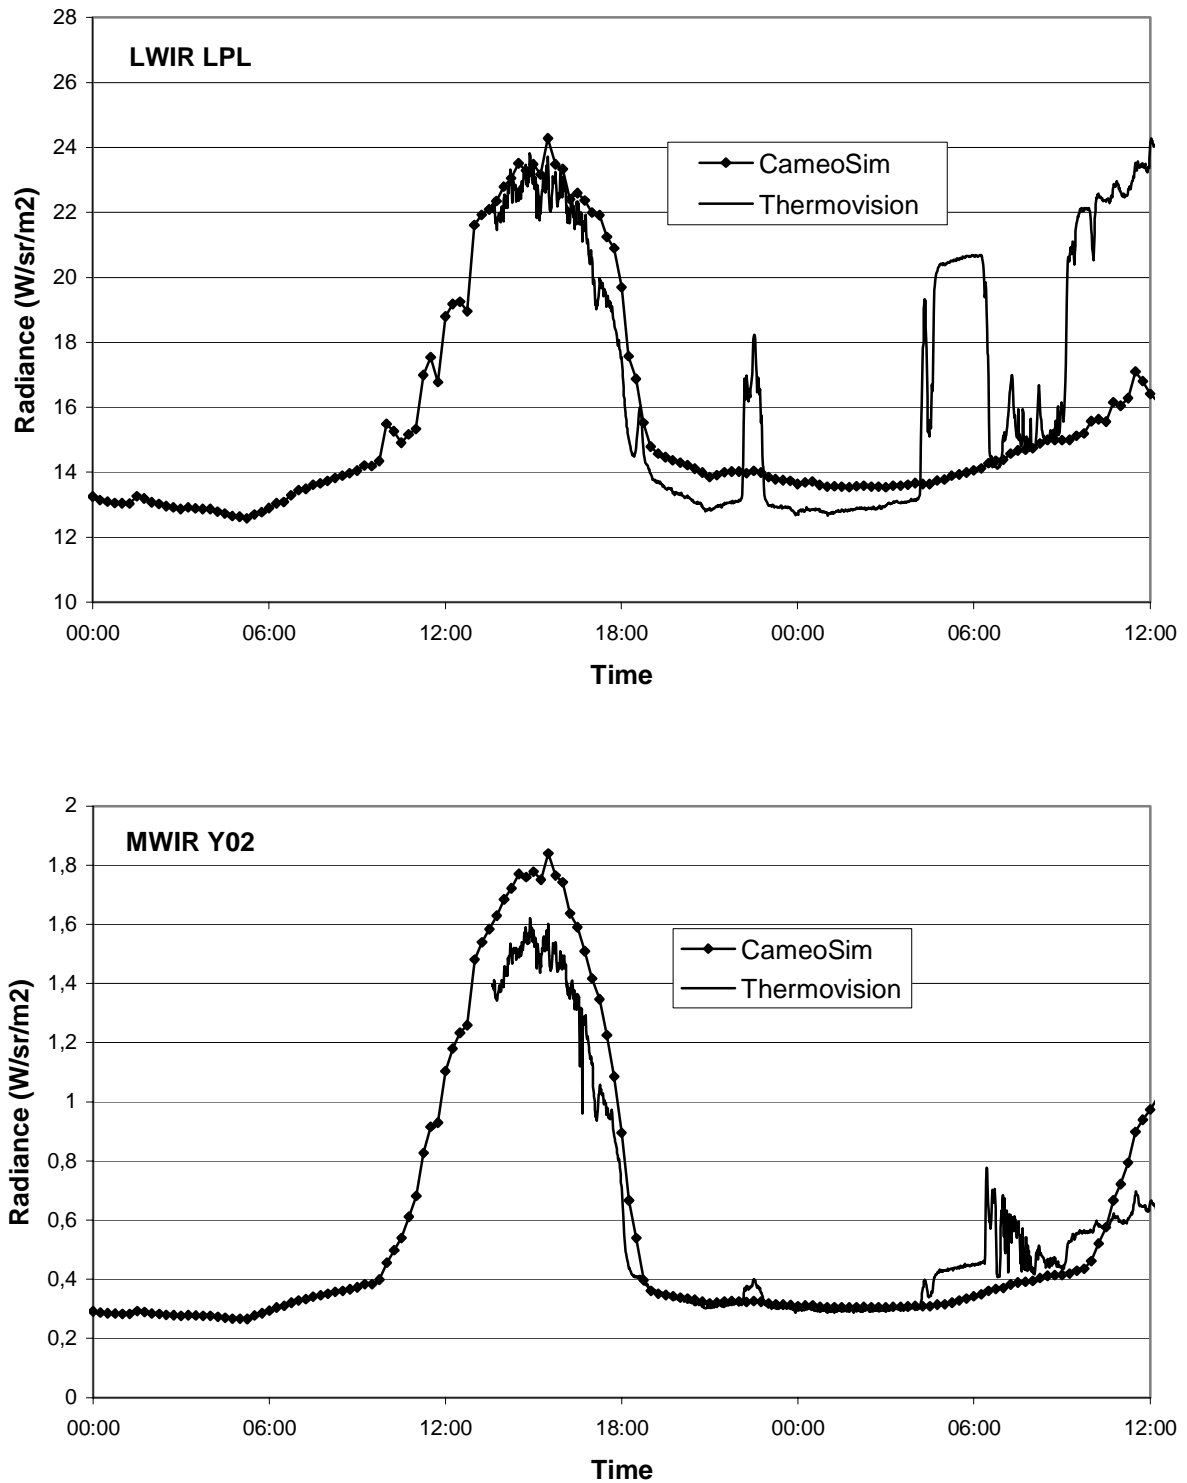 28
LWIR LPL
26
24
CameoSim
22
Thermovision
20
18
16
14
12
10
Radiance (W/sr/m2)
00:00 06:00 12:00 18:00 00:00 06:00 12:00
Time
2
MWIR Y02
1,8
1,6
CameoSim
1,4
Thermovision
1,2
1
0,8
0,6
0,4
0,2
0
Radiance (W/sr/m2)
00:00 06:00 12:00 18:00 00:00 06:00 12:00
Time